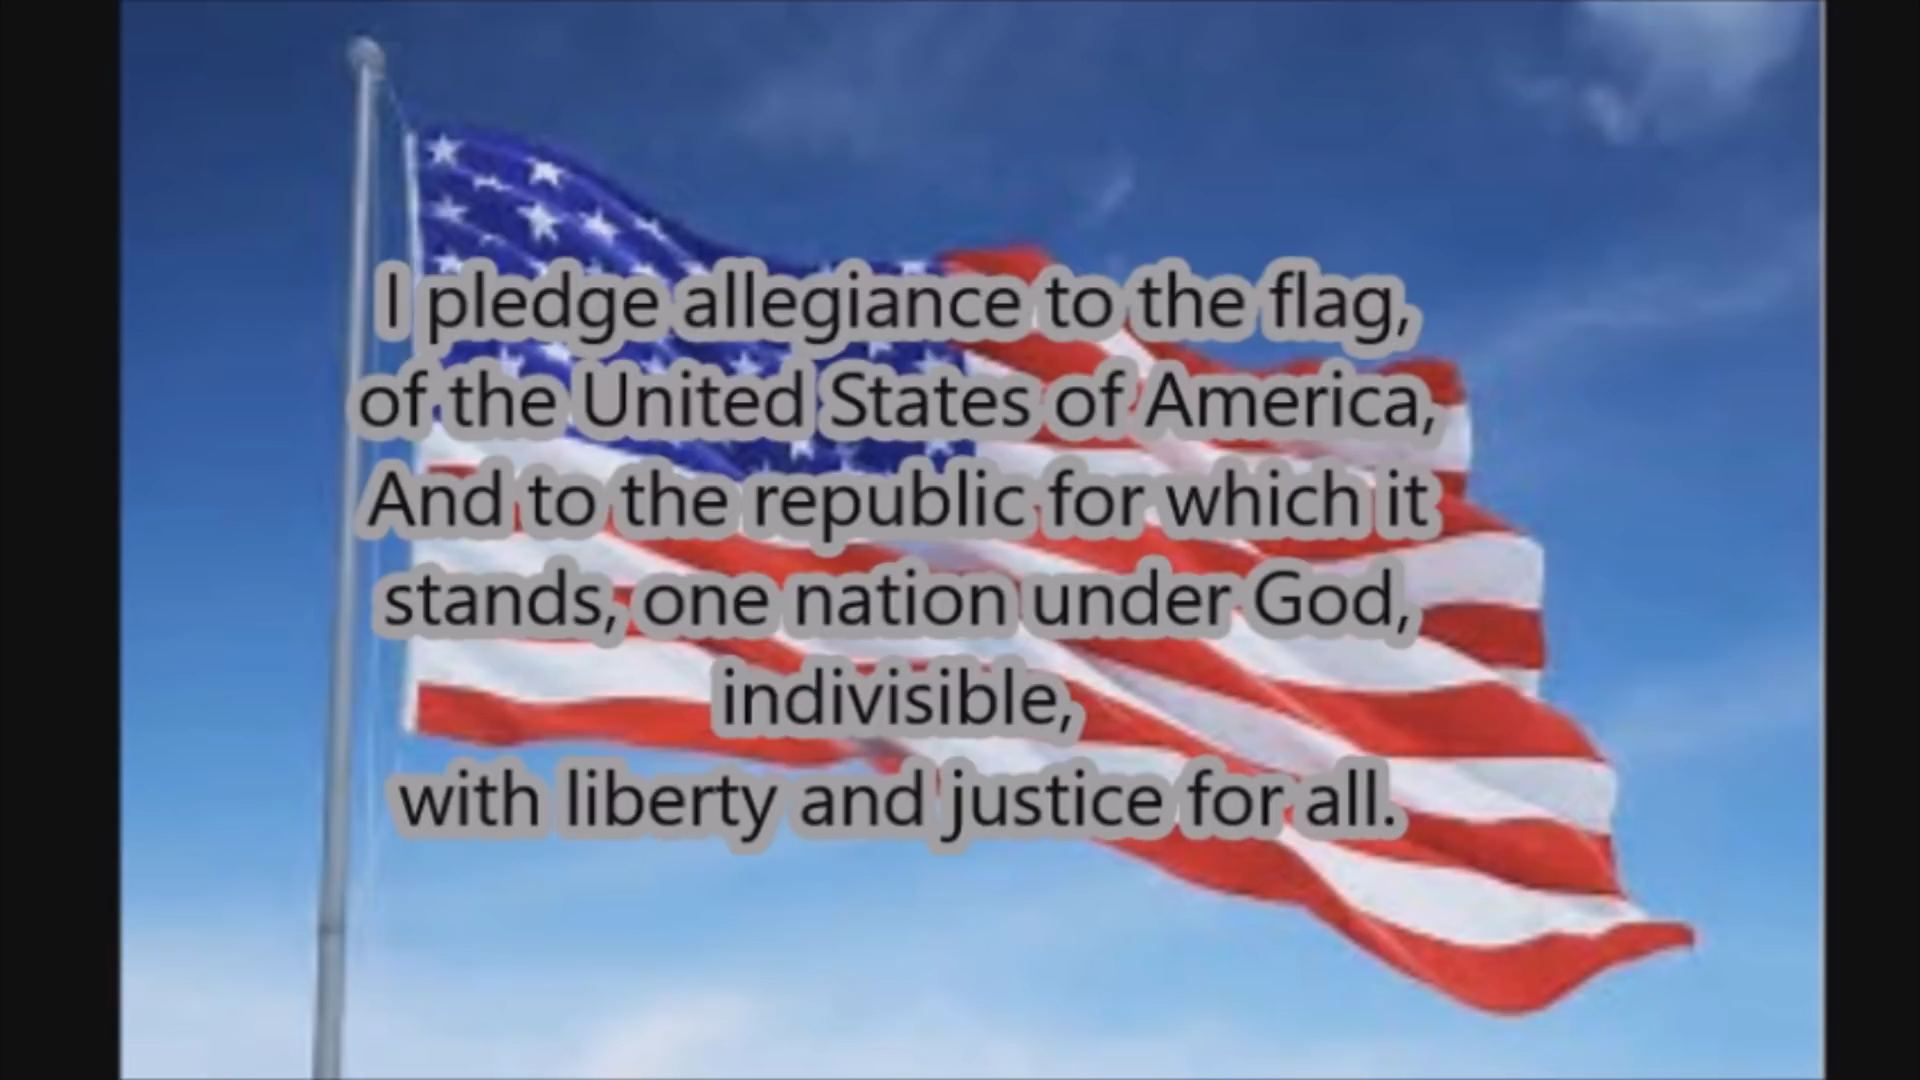 I pledge allegiance to the flag,
of the United States of America,
And to the republic for which it
stands, one nation under God,
indivisible,
with liberty and justice for all.